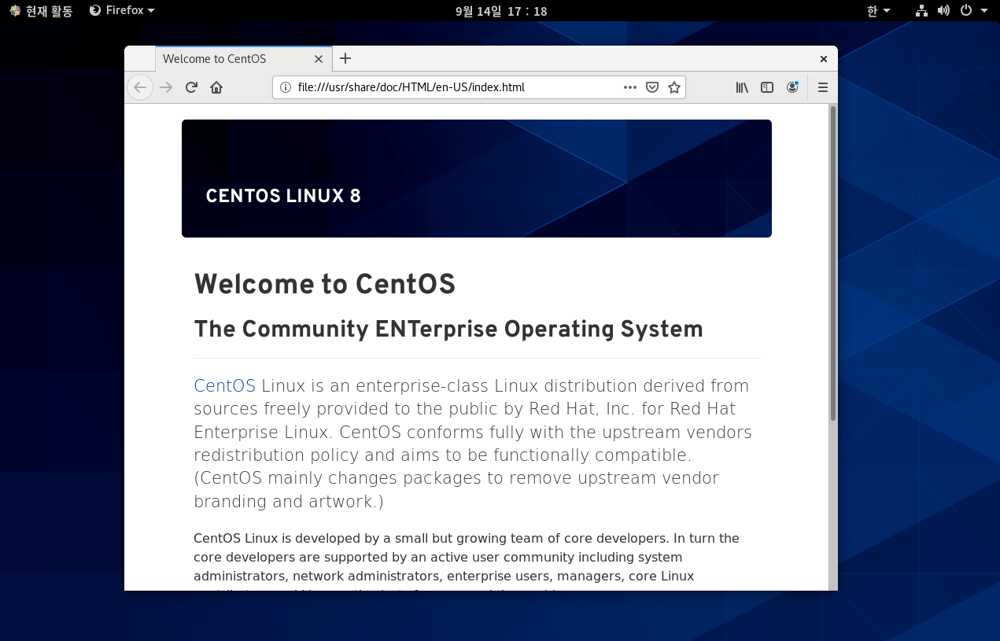 현재 활동 Firefox 9월 14일 17 : 18 한
Welcome to CentOS
file:///usr/share/doc/HTML/en-US/index.html
CENTOS LINUX 8
Welcome to CentOS
The Community ENTerprise Operating System
CentOS Linux is an enterprise-class Linux distribution derived from
sources freely provided to the public by Red Hat, Inc. for Red Hat
Enterprise Linux. CentOS conforms fully with the upstream vendors
redistribution policy and aims to be functionally compatible.
(CentOS mainly changes packages to remove upstream vendor
branding and artwork.)
CentOS Linux is developed by a small but growing team of core developers. In turn the
core developers are supported by an active user community including system
administrators, network administrators, enterprise users, managers, core Linux